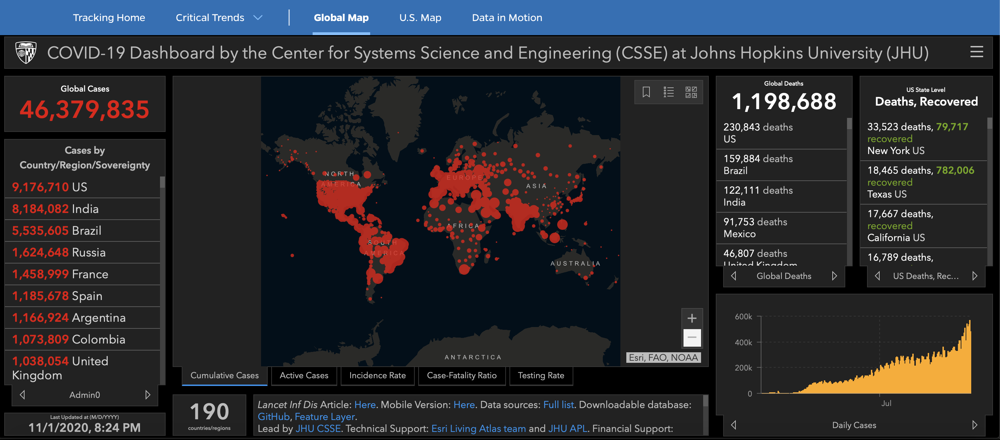 Tracking Home
Critical Trends
Global Map
U.S. Map
Data in Motion
COVID-19 Dashboard by the Center for Systems Science and Engineering (CSSE) at Johns Hopkins University (JHU)
Global Cases
46,379,835
Cases by
Country/Region/Sovereignty
9,176,710 US
8,184,082 India
5,535,605 Brazil
1,624,648 Russia
1,458,999 France
1,185,678 Spain
1,166,924 Argentina
1,073,809 Colombia
1,038,054 United
Kingdom
Admin0
Last Updated at (M/D/YYYY)
11/1/2020, 8:24 PM
NORTH
AMERICA
EUROPE
ASIA
AFRICA
SOUTH
AMERICA
AUSTRALIA
ANTARCTICA
Esri, FAO, NOAA
Cumulative Cases
Active Cases
Incidence Rate
Case-Fatality Ratio
Testing Rate
190
countries/regions
Lancet Inf Dis Article: Here. Mobile Version: Here. Data sources: Full list. Downloadable database:
GitHub, Feature Layer.
Lead by JHU CSSE. Technical Support: Esri Living Atlas team and JHU APL. Financial Support:
Global Deaths
1,198,688
230,843 deaths
US
159,884 deaths
Brazil
122,111 deaths
India
91,753 deaths
Mexico
46,807 deaths
United Kingdom
Global Deaths
US State Level
Deaths, Recovered
33,523 deaths, 79,717
recovered
New York US
18,465 deaths, 782,006
recovered
Texas US
17,667 deaths,
recovered
California US
16,789 deaths,
US Deaths, Rec...
600k
400k
200k
0
Jul
Daily Cases